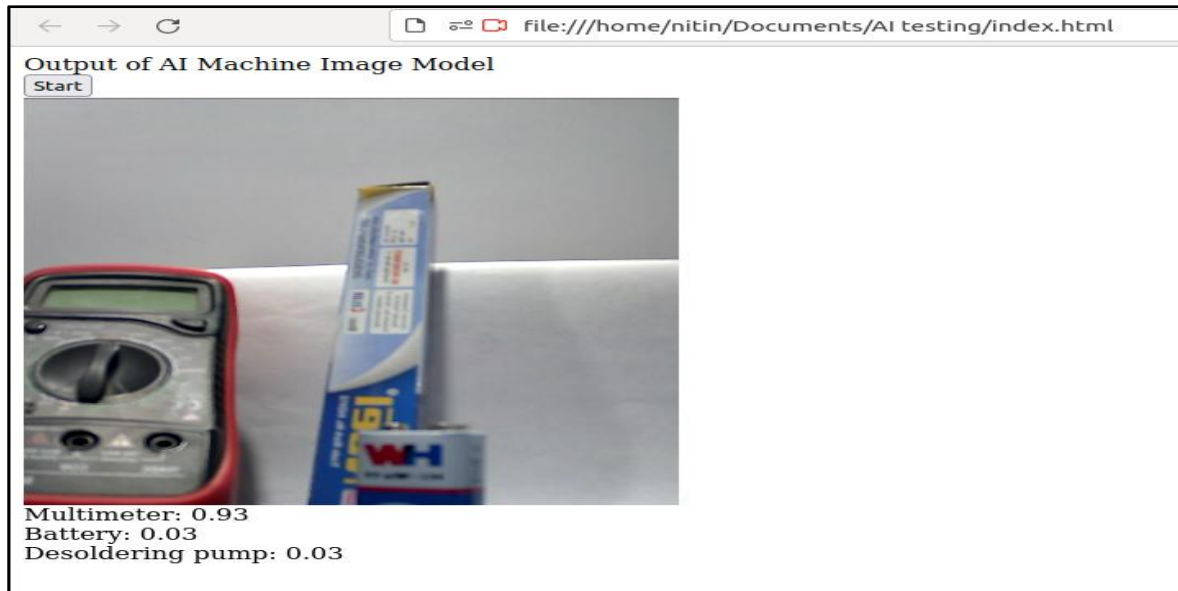 file:///home/nitin/Documents/AI testing/index.html
Output of AI Machine Image Model
Start
WH
Multimeter: 0.93
Battery: 0.03
Desoldering pump: 0.03